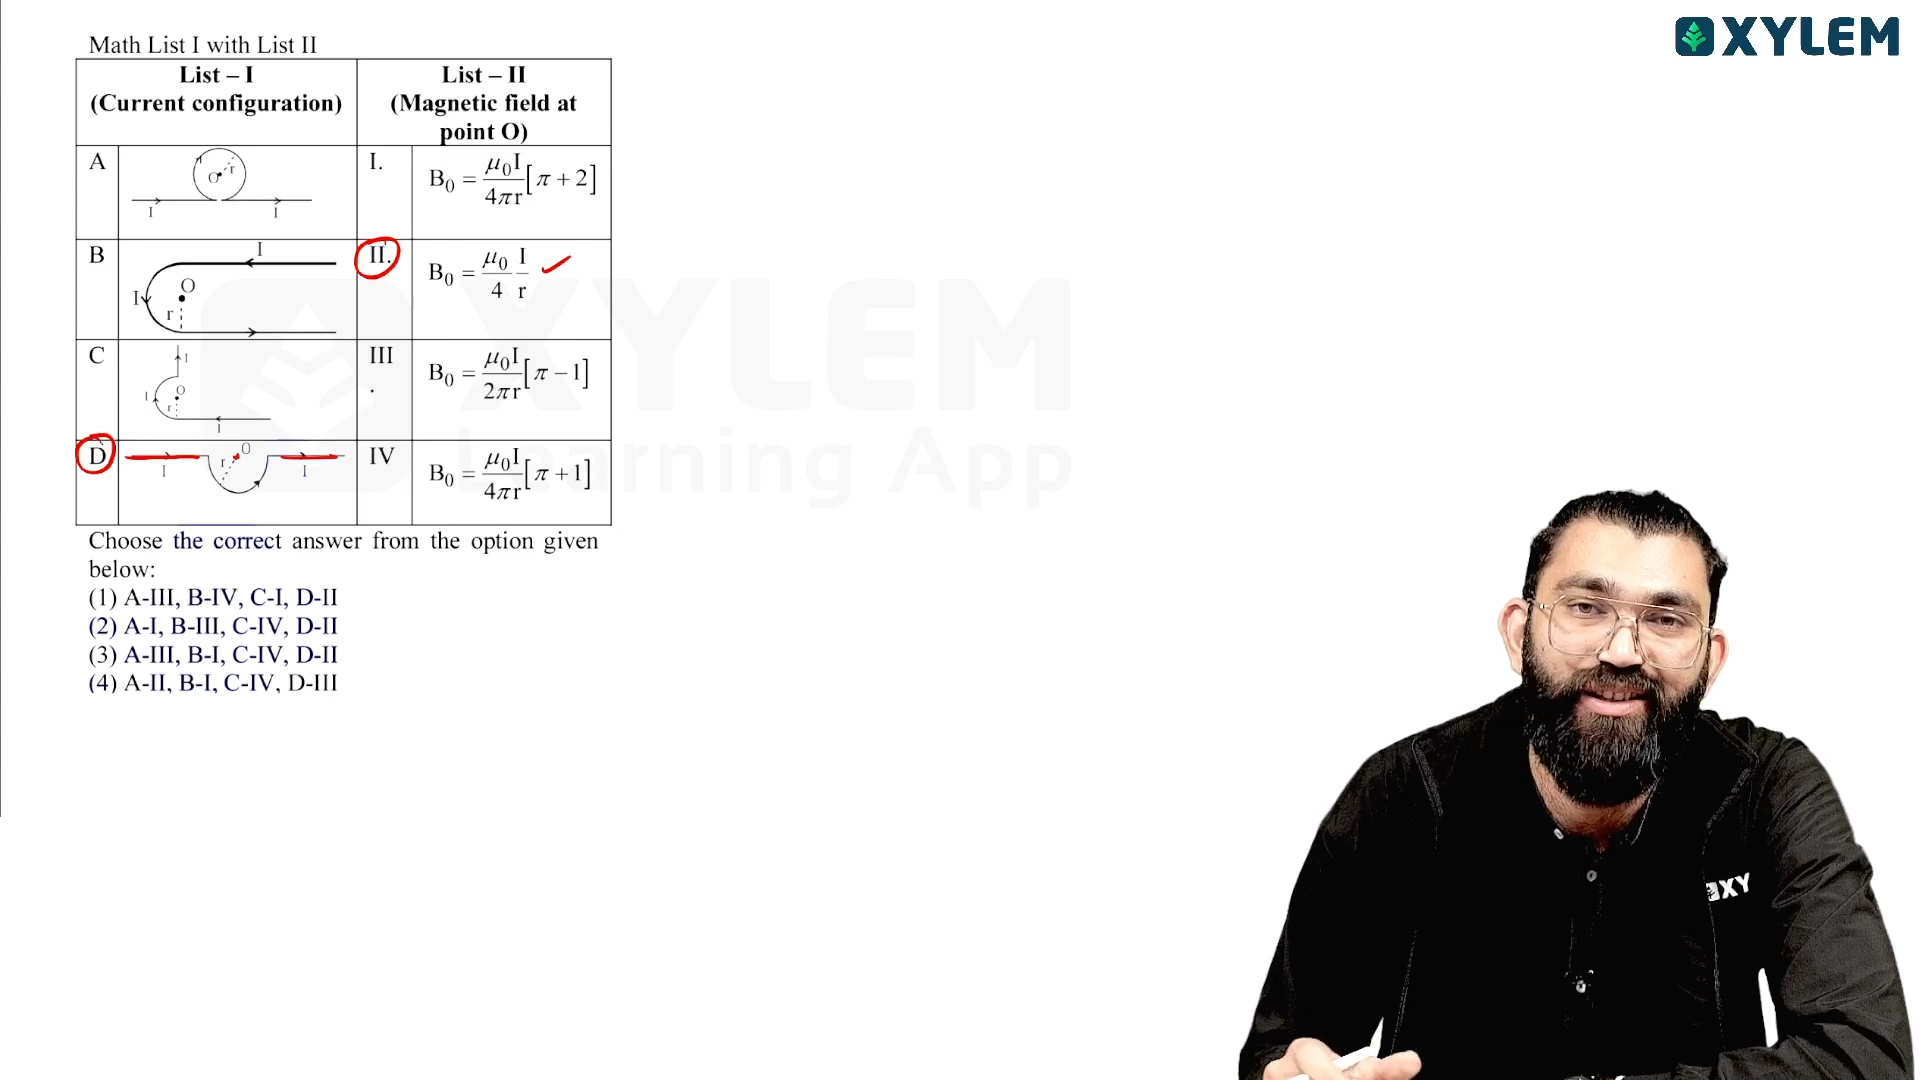 XYLEM
Math List I with List II
List – I
(Current configuration)
List – II
(Magnetic field at
point O)
A
O r
I I
I.
B₀ = μ₀I/4πr [π + 2]
B
I
O
I
r
II.
B₀ = μ₀/4 I/r
C
I
O
I
r
I
III
.
B₀ = μ₀I/2πr [π – 1]
D
O
r
I I
IV
B₀ = μ₀I/4πr [π + 1]
XYLEM
Learning App
Choose the correct answer from the option given
below:
(1) A-III, B-IV, C-I, D-II
(2) A-I, B-III, C-IV, D-II
(3) A-III, B-I, C-IV, D-II
(4) A-II, B-I, C-IV, D-III
XY